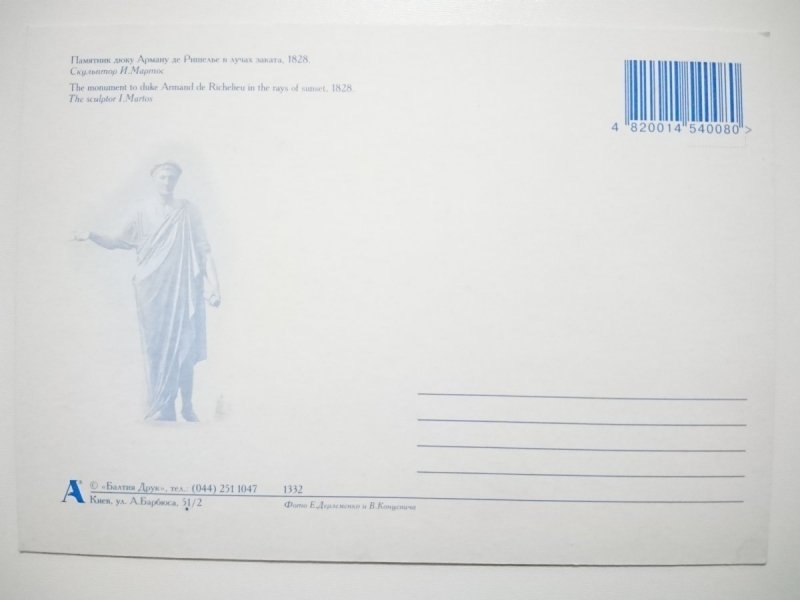 Памятник дюку Арману де Ришелье в лучах заката, 1828.
Скульптор И.Мартос
The monument to duke Armand de Richelieu in the rays of sunset, 1828.
The sculptor I.Martos
4 820014 540080 >
© «Балтия Друк», тел.: (044) 251 1047 1332
Киев, ул. А.Барбюса, 51/2
Фото Е.Дерлеменко и В.Конусевича